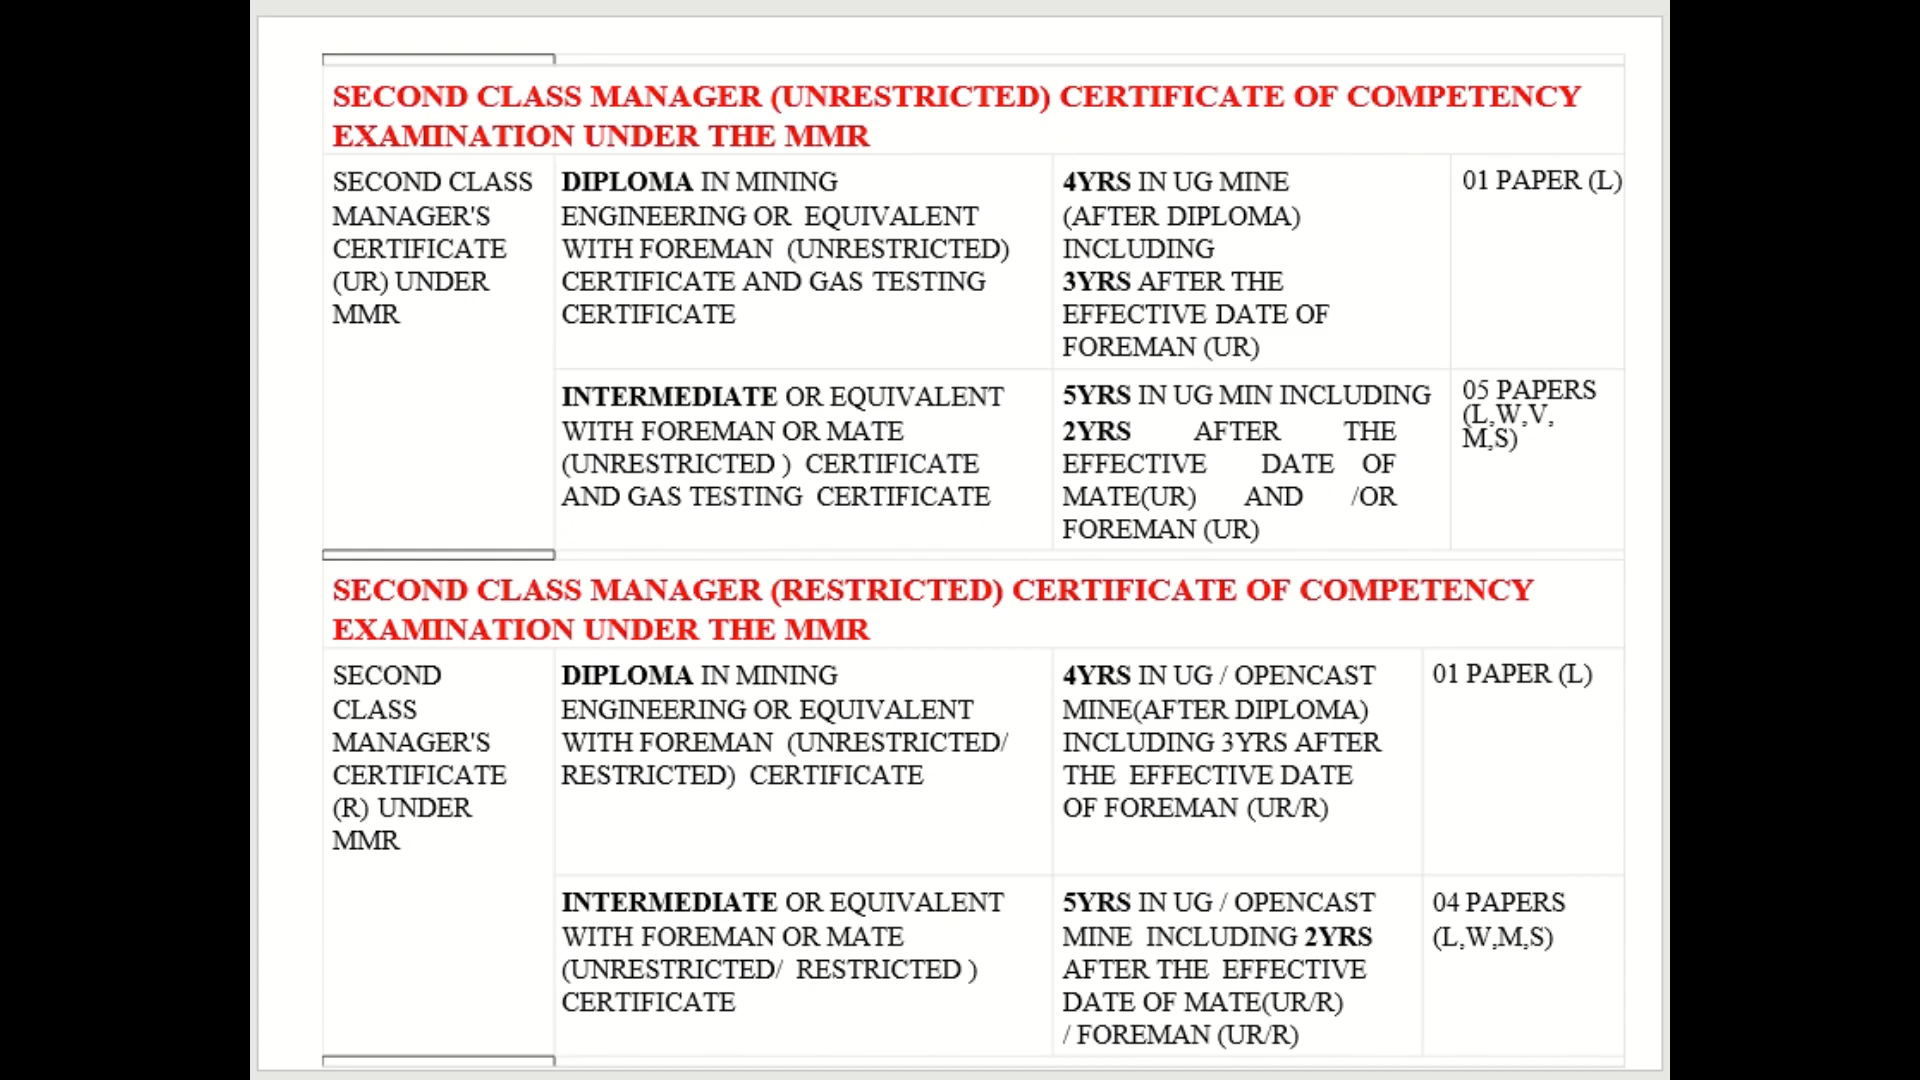 SECOND CLASS MANAGER (UNRESTRICTED) CERTIFICATE OF COMPETENCY
EXAMINATION UNDER THE MMR
SECOND CLASS
MANAGER'S
CERTIFICATE
(UR) UNDER
MMR
DIPLOMA IN MINING
ENGINEERING OR EQUIVALENT
WITH FOREMAN (UNRESTRICTED)
CERTIFICATE AND GAS TESTING
CERTIFICATE
4YRS IN UG MINE
(AFTER DIPLOMA)
INCLUDING
3YRS AFTER THE
EFFECTIVE DATE OF
FOREMAN (UR)
01 PAPER (L)
INTERMEDIATE OR EQUIVALENT
WITH FOREMAN OR MATE
(UNRESTRICTED ) CERTIFICATE
AND GAS TESTING CERTIFICATE
5YRS IN UG MIN INCLUDING
2YRS AFTER THE
EFFECTIVE DATE OF
MATE(UR) AND /OR
FOREMAN (UR)
05 PAPERS
(L,W,V,
M,S)
SECOND CLASS MANAGER (RESTRICTED) CERTIFICATE OF COMPETENCY
EXAMINATION UNDER THE MMR
SECOND
CLASS
MANAGER'S
CERTIFICATE
(R) UNDER
MMR
DIPLOMA IN MINING
ENGINEERING OR EQUIVALENT
WITH FOREMAN (UNRESTRICTED/
RESTRICTED) CERTIFICATE
4YRS IN UG / OPENCAST
MINE(AFTER DIPLOMA)
INCLUDING 3YRS AFTER
THE EFFECTIVE DATE
OF FOREMAN (UR/R)
01 PAPER (L)
INTERMEDIATE OR EQUIVALENT
WITH FOREMAN OR MATE
(UNRESTRICTED/ RESTRICTED )
CERTIFICATE
5YRS IN UG / OPENCAST
MINE INCLUDING 2YRS
AFTER THE EFFECTIVE
DATE OF MATE(UR/R)
/ FOREMAN (UR/R)
04 PAPERS
(L,W,M,S)